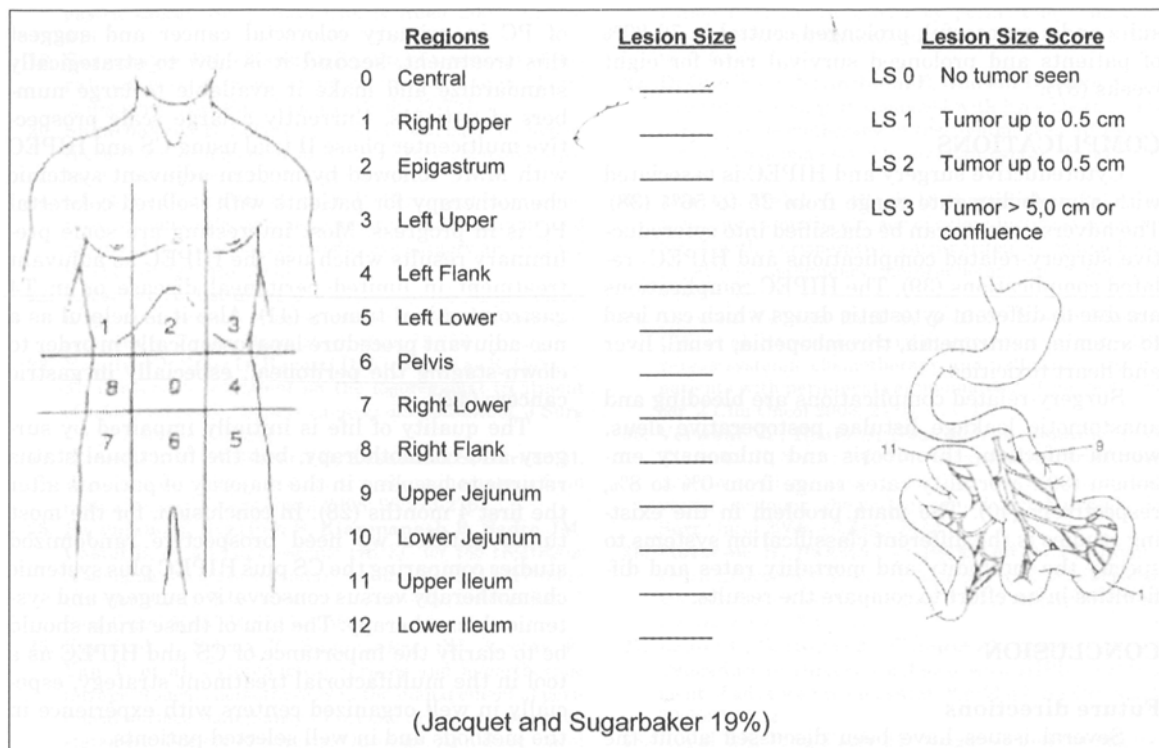 Regions
Lesion Size
Lesion Size Score
0 Central
1 Right Upper
2 Epigastrum
3 Left Upper
4 Left Flank
5 Left Lower
6 Pelvis
7 Right Lower
8 Right Flank
9 Upper Jejunum
10 Lower Jejunum
11 Upper Ileum
12 Lower Ileum
LS 0 No tumor seen
LS 1 Tumor up to 0.5 cm
LS 2 Tumor up to 0.5 cm
LS 3 Tumor > 5,0 cm or
confluence
1 2 3
8 0 4
7 6 5
11 9
1
(Jacquet and Sugarbaker 19%)